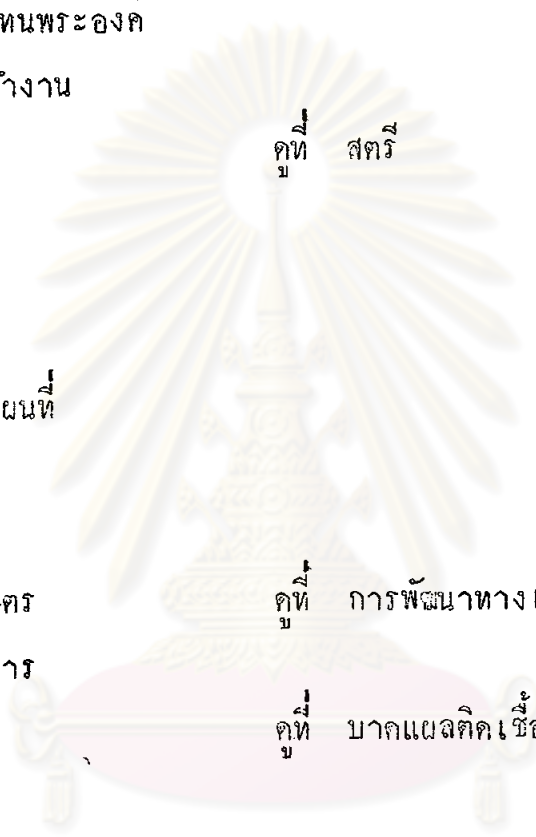 ทนพระองค
ำงาน
ดูที่ สตรี
ผนที่
ตร ดูที่ การพัฒนาทาง
าร
ดูที่ บาดแผลติดเชื้อ